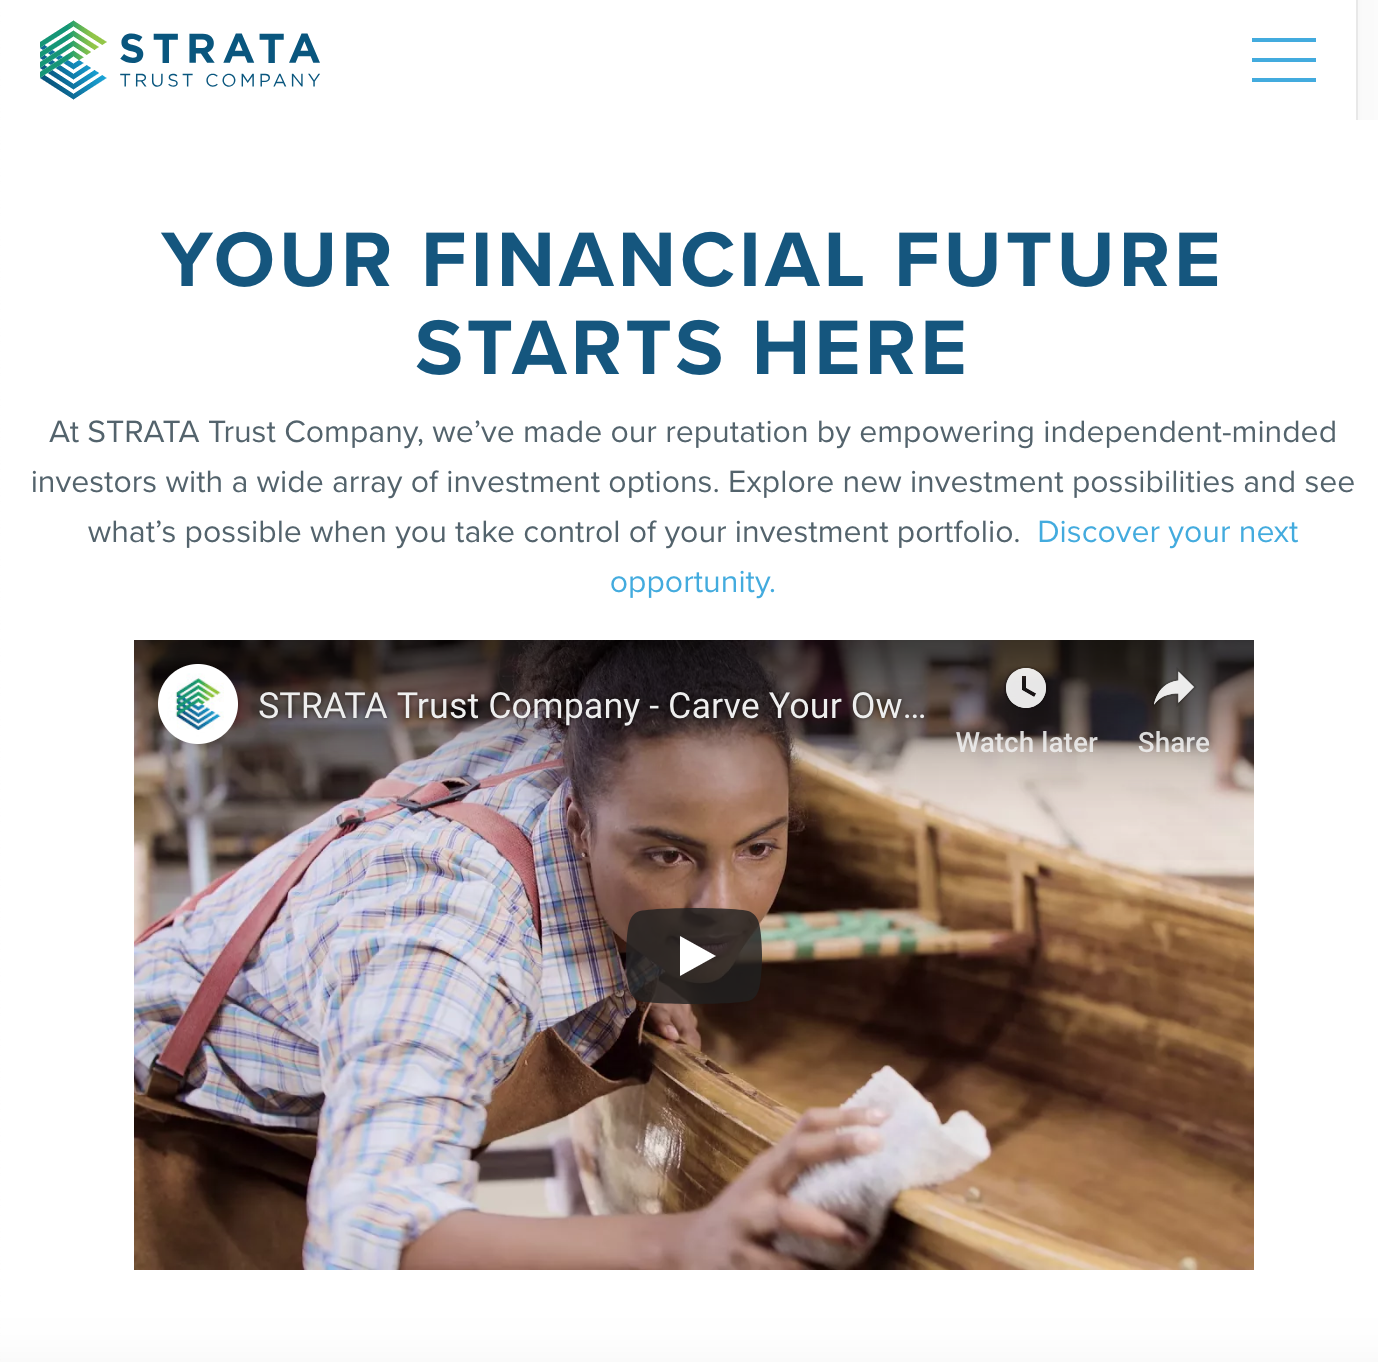 STRATA
TRUST COMPANY
YOUR FINANCIAL FUTURE
STARTS HERE
At STRATA Trust Company, we’ve made our reputation by empowering independent-minded
investors with a wide array of investment options. Explore new investment possibilities and see
what’s possible when you take control of your investment portfolio.  Discover your next
opportunity.
STRATA Trust Company - Carve Your Ow...
Watch later
Share